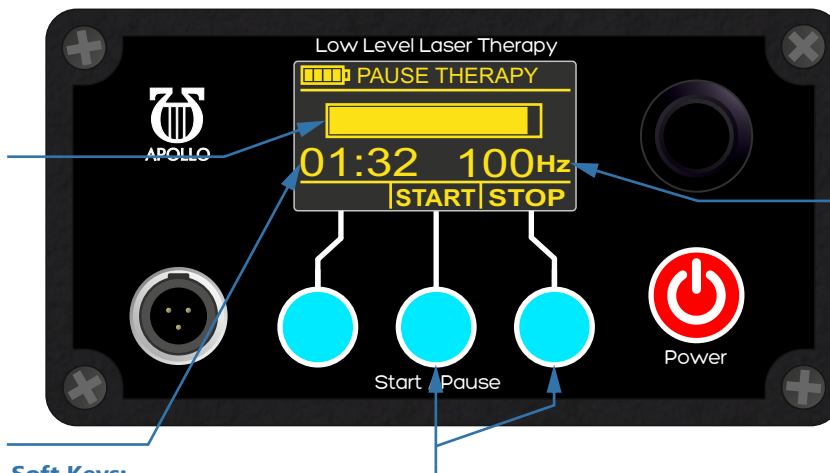 Low Level Laser Therapy
PAUSE THERAPY
APOLLO
01:32 100Hz
START STOP
Start / Pause
Power
Soft Keys: